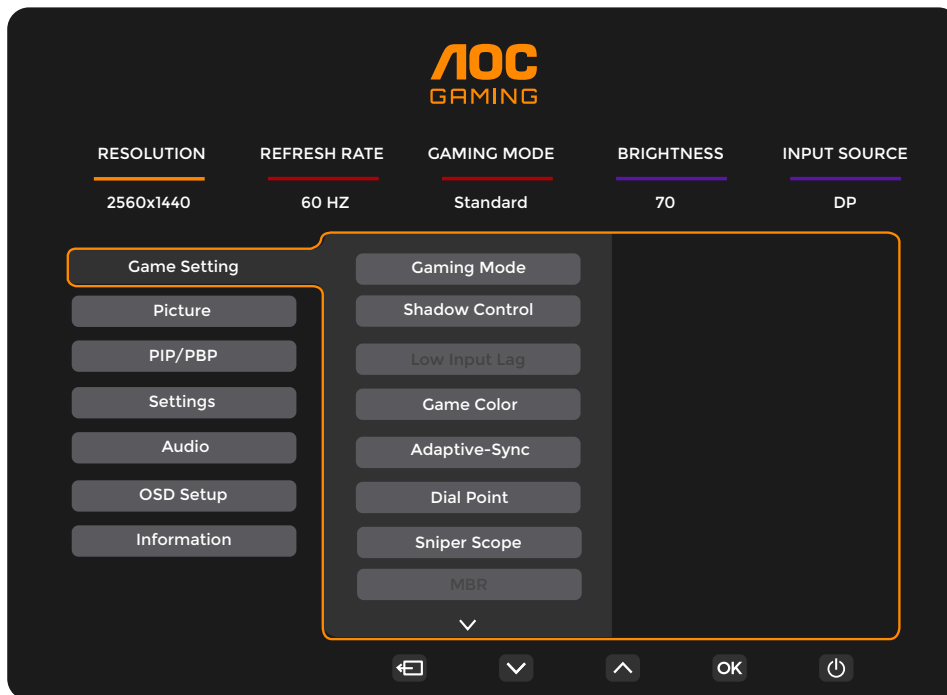 AOC
GAMING
RESOLUTION REFRESH RATE GAMING MODE BRIGHTNESS INPUT SOURCE
2560x1440 60 HZ Standard 70 DP
Game Setting
Picture
PIP/PBP
Settings
Audio
OSD Setup
Information
Gaming Mode
Shadow Control
Low Input Lag
Game Color
Adaptive-Sync
Dial Point
Sniper Scope
MBR
OK